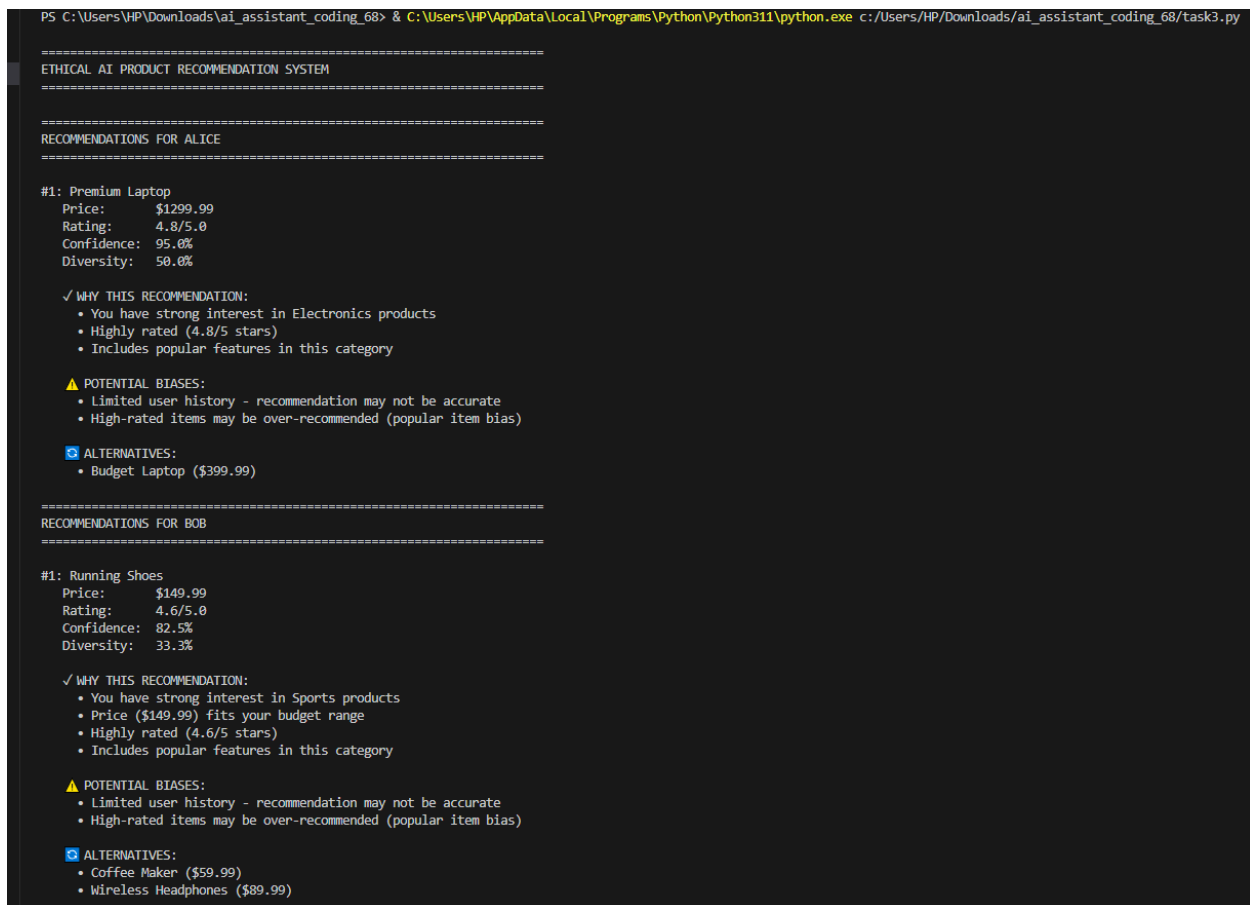 PS C:\Users\HP\Downloads\ai_assistant_coding_68> & C:\Users\HP\AppData\Local\Programs\Python\Python311\python.exe c:/Users/HP/Downloads/ai_assistant_coding_68/task3.py
======================================================================
ETHICAL AI PRODUCT RECOMMENDATION SYSTEM
======================================================================
======================================================================
RECOMMENDATIONS FOR ALICE
======================================================================
#1: Premium Laptop
Price: $1299.99
Rating: 4.8/5.0
Confidence: 95.0%
Diversity: 50.0%
✓ WHY THIS RECOMMENDATION:
• You have strong interest in Electronics products
• Highly rated (4.8/5 stars)
• Includes popular features in this category
⚠️ POTENTIAL BIASES:
• Limited user history - recommendation may not be accurate
• High-rated items may be over-recommended (popular item bias)
🔄 ALTERNATIVES:
• Budget Laptop ($399.99)
======================================================================
RECOMMENDATIONS FOR BOB
======================================================================
#1: Running Shoes
Price: $149.99
Rating: 4.6/5.0
Confidence: 82.5%
Diversity: 33.3%
✓ WHY THIS RECOMMENDATION:
• You have strong interest in Sports products
• Price ($149.99) fits your budget range
• Highly rated (4.6/5 stars)
• Includes popular features in this category
⚠️ POTENTIAL BIASES:
• Limited user history - recommendation may not be accurate
• High-rated items may be over-recommended (popular item bias)
🔄 ALTERNATIVES:
• Coffee Maker ($59.99)
• Wireless Headphones ($89.99)